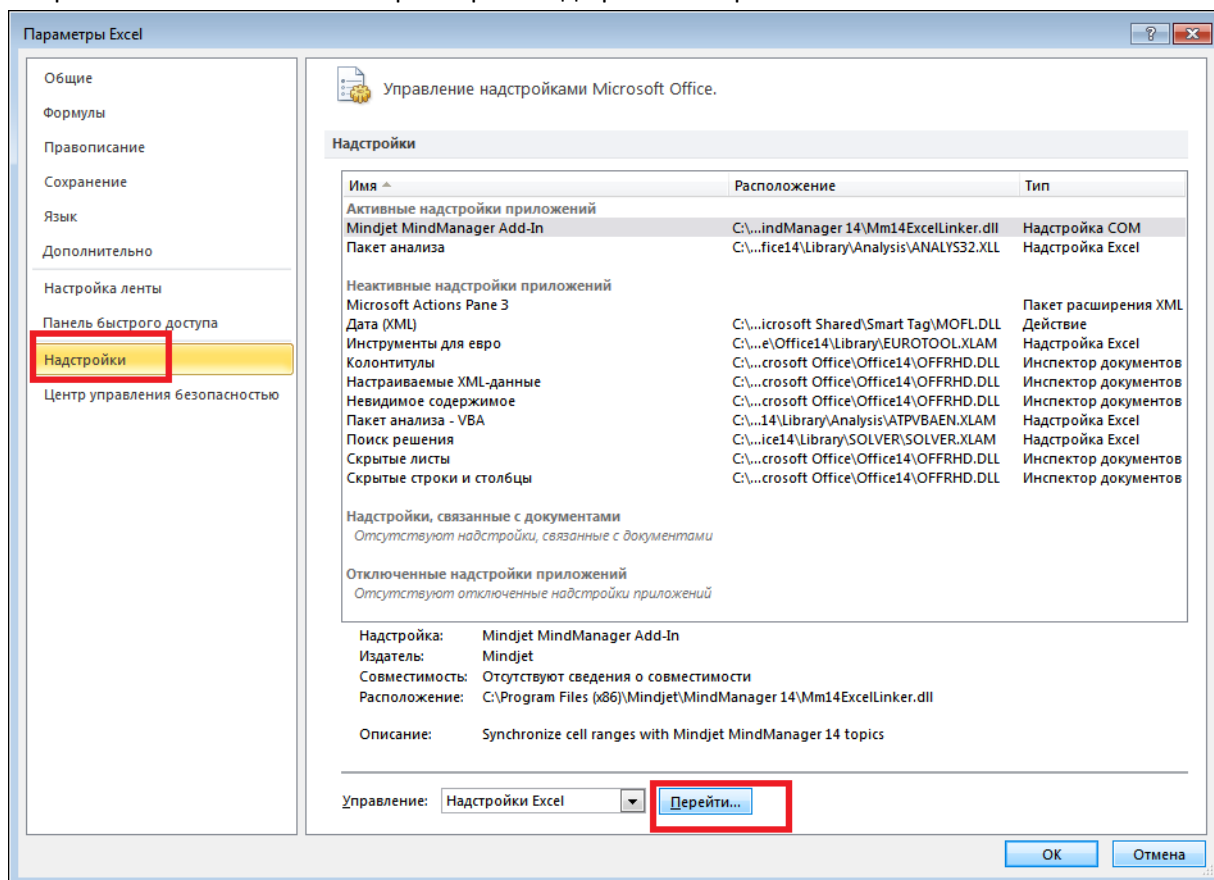 Параметры Excel
Общие
Формулы
Правописание
Сохранение
Язык
Дополнительно
Настройка ленты
Панель быстрого доступа
Надстройки
Центр управления безопасностью
Управление надстройками Microsoft Office.
Надстройки
Имя Расположение Тип
Активные надстройки приложений
Mindjet MindManager Add-In C:\...indManager 14\Mm14ExcelLinker.dll Надстройка COM
Пакет анализа C:\...fice14\Library\Analysis\ANALYS32.XLL Надстройка Excel
Неактивные надстройки приложений
Microsoft Actions Pane 3 Пакет расширения XML
Дата (XML) C:\...icrosoft Shared\Smart Tag\MOFL.DLL Действие
Инструменты для евро C:\...e\Office14\Library\EUROTOOL.XLAM Надстройка Excel
Колонтитулы C:\...crosoft Office\Office14\OFFRHD.DLL Инспектор документов
Настраиваемые XML-данные C:\...crosoft Office\Office14\OFFRHD.DLL Инспектор документов
Невидимое содержимое C:\...crosoft Office\Office14\OFFRHD.DLL Инспектор документов
Пакет анализа - VBA C:\...14\Library\Analysis\ATPVBAEN.XLAM Надстройка Excel
Поиск решения C:\...ice14\Library\SOLVER\SOLVER.XLAM Надстройка Excel
Скрытые листы C:\...crosoft Office\Office14\OFFRHD.DLL Инспектор документов
Скрытые строки и столбцы C:\...crosoft Office\Office14\OFFRHD.DLL Инспектор документов
Надстройки, связанные с документами
Отсутствуют надстройки, связанные с документами
Отключенные надстройки приложений
Отсутствуют отключенные надстройки приложений
Надстройка: Mindjet MindManager Add-In
Издатель: Mindjet
Совместимость: Отсутствуют сведения о совместимости
Расположение: C:\Program Files (x86)\Mindjet\MindManager 14\Mm14ExcelLinker.dll
Описание: Synchronize cell ranges with Mindjet MindManager 14 topics
Управление: Надстройки Excel Перейти...
ОК Отмена